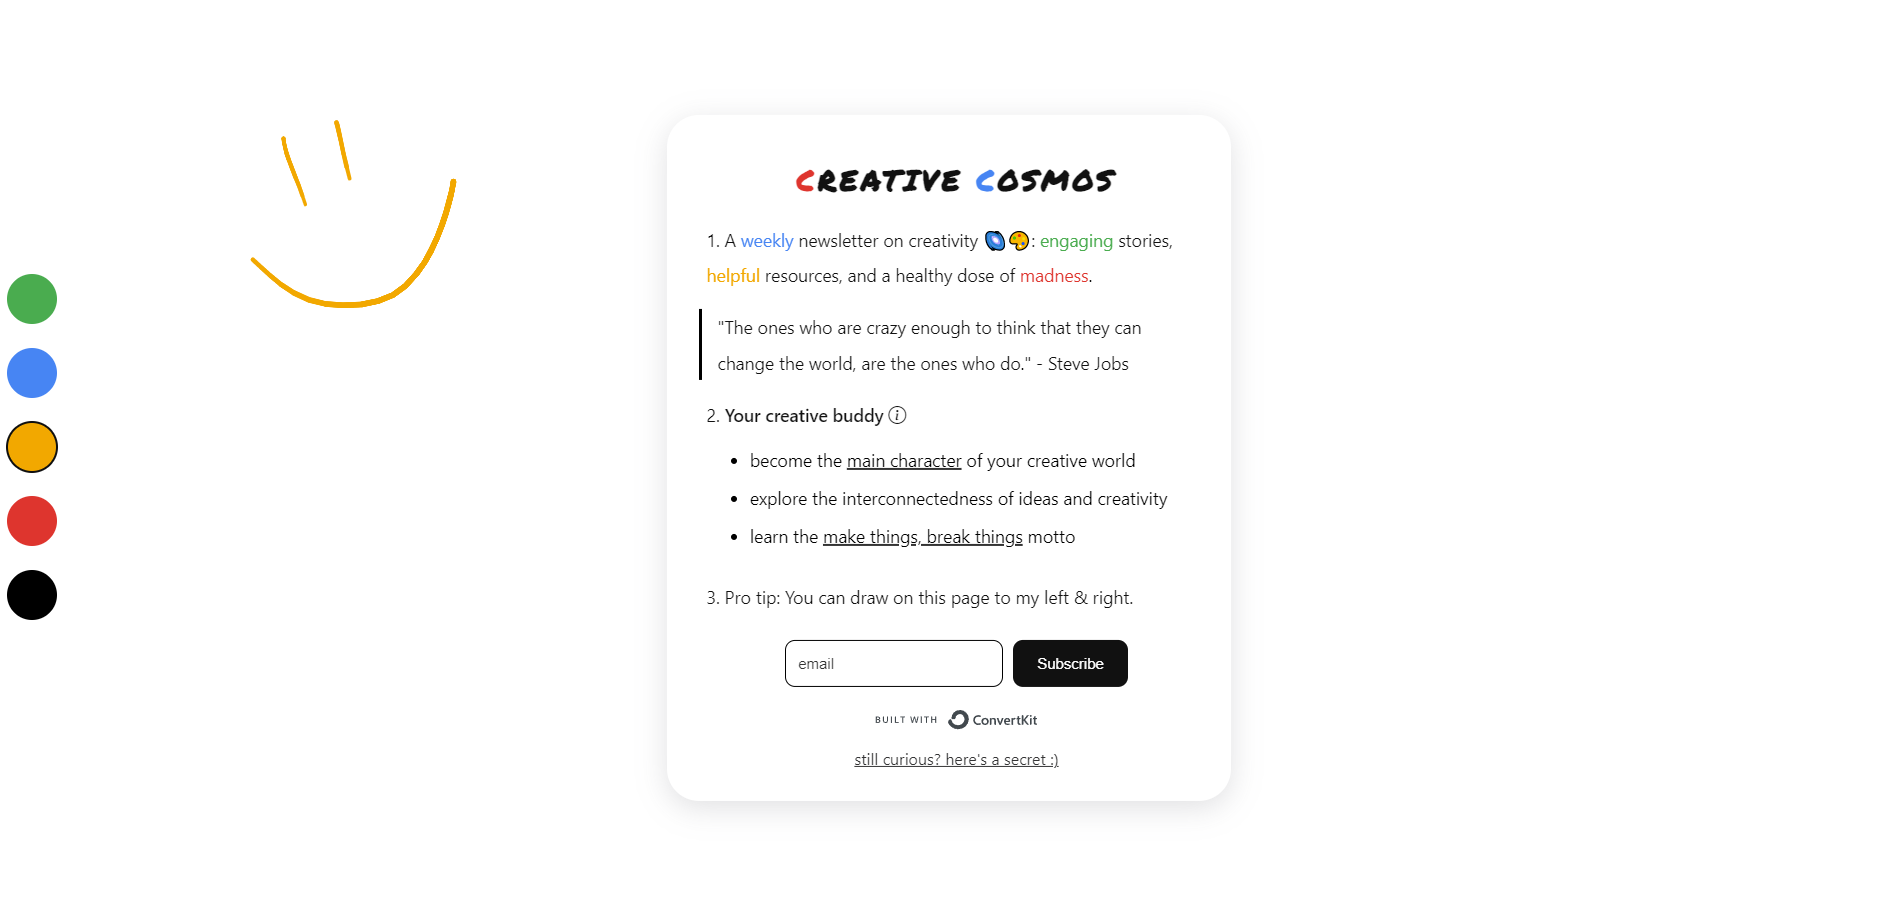 CREATIVE COSMOS
1. A weekly newsletter on creativity 🌌🎨: engaging stories,
helpful resources, and a healthy dose of madness.
"The ones who are crazy enough to think that they can
change the world, are the ones who do." - Steve Jobs
2. Your creative buddy ⓘ
• become the main character of your creative world
• explore the interconnectedness of ideas and creativity
• learn the make things, break things motto
3. Pro tip: You can draw on this page to my left & right.
email
Subscribe
BUILT WITH ConvertKit
still curious? here's a secret :)